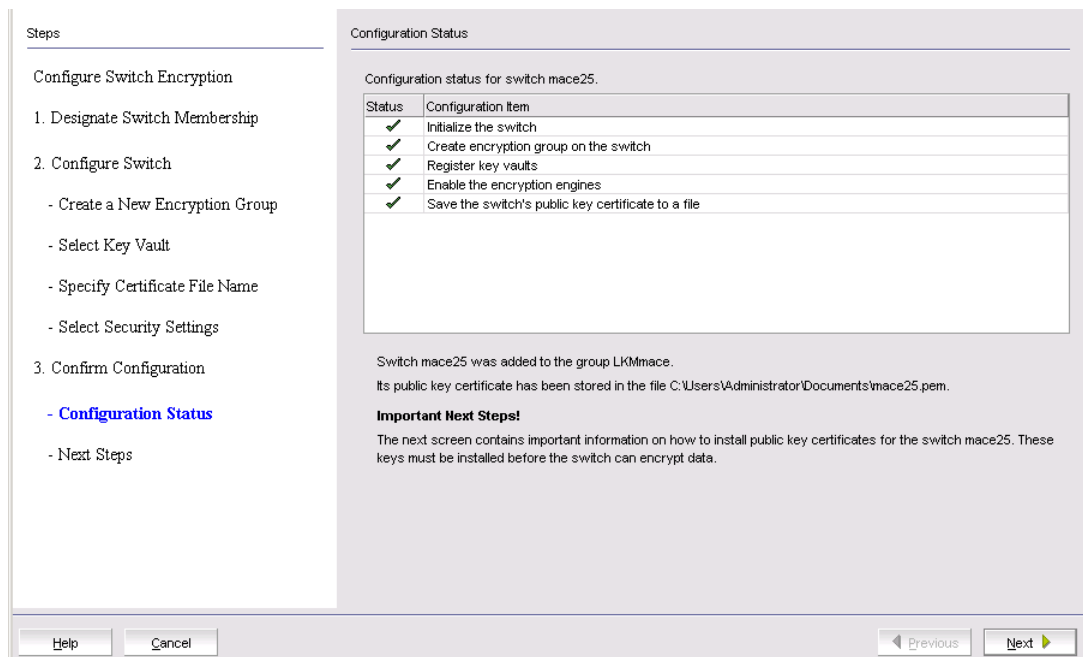 Steps
Configure Switch Encryption
1. Designate Switch Membership
2. Configure Switch
- Create a New Encryption Group
- Select Key Vault
- Specify Certificate File Name
- Select Security Settings
3. Confirm Configuration
- Configuration Status
- Next Steps
Configuration Status
Configuration status for switch mace25.
Status Configuration Item
Initialize the switch
Create encryption group on the switch
Register key vaults
Enable the encryption engines
Save the switch's public key certificate to a file
Switch mace25 was added to the group LKMmace.
Its public key certificate has been stored in the file C:\Users\Administrator\Documents\mace25.pem.
Important Next Steps!
The next screen contains important information on how to install public key certificates for the switch mace25. These
keys must be installed before the switch can encrypt data.
Help Cancel Previous Next